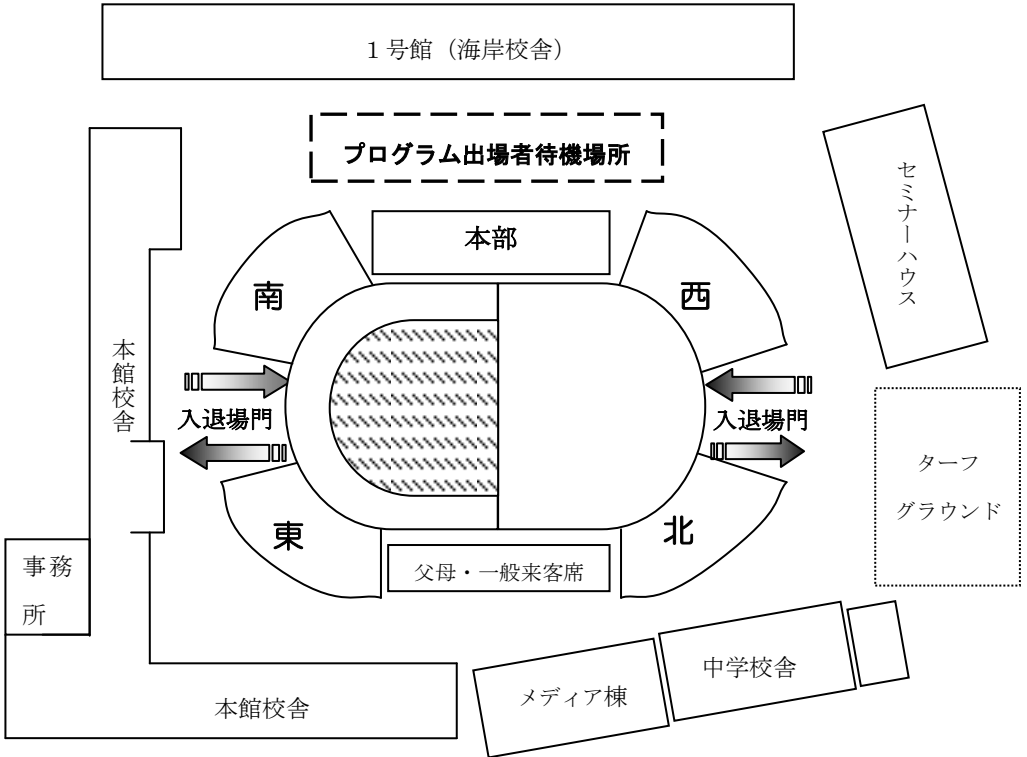 1号館（海岸校舎）
プログラム出場者待機場所
セミナーハウス
本部
南
西
本館校舎
入退場門
入退場門
ターフ
グラウンド
東
北
事務
所
父母・一般来客席
中学校舎
メディア棟
本館校舎